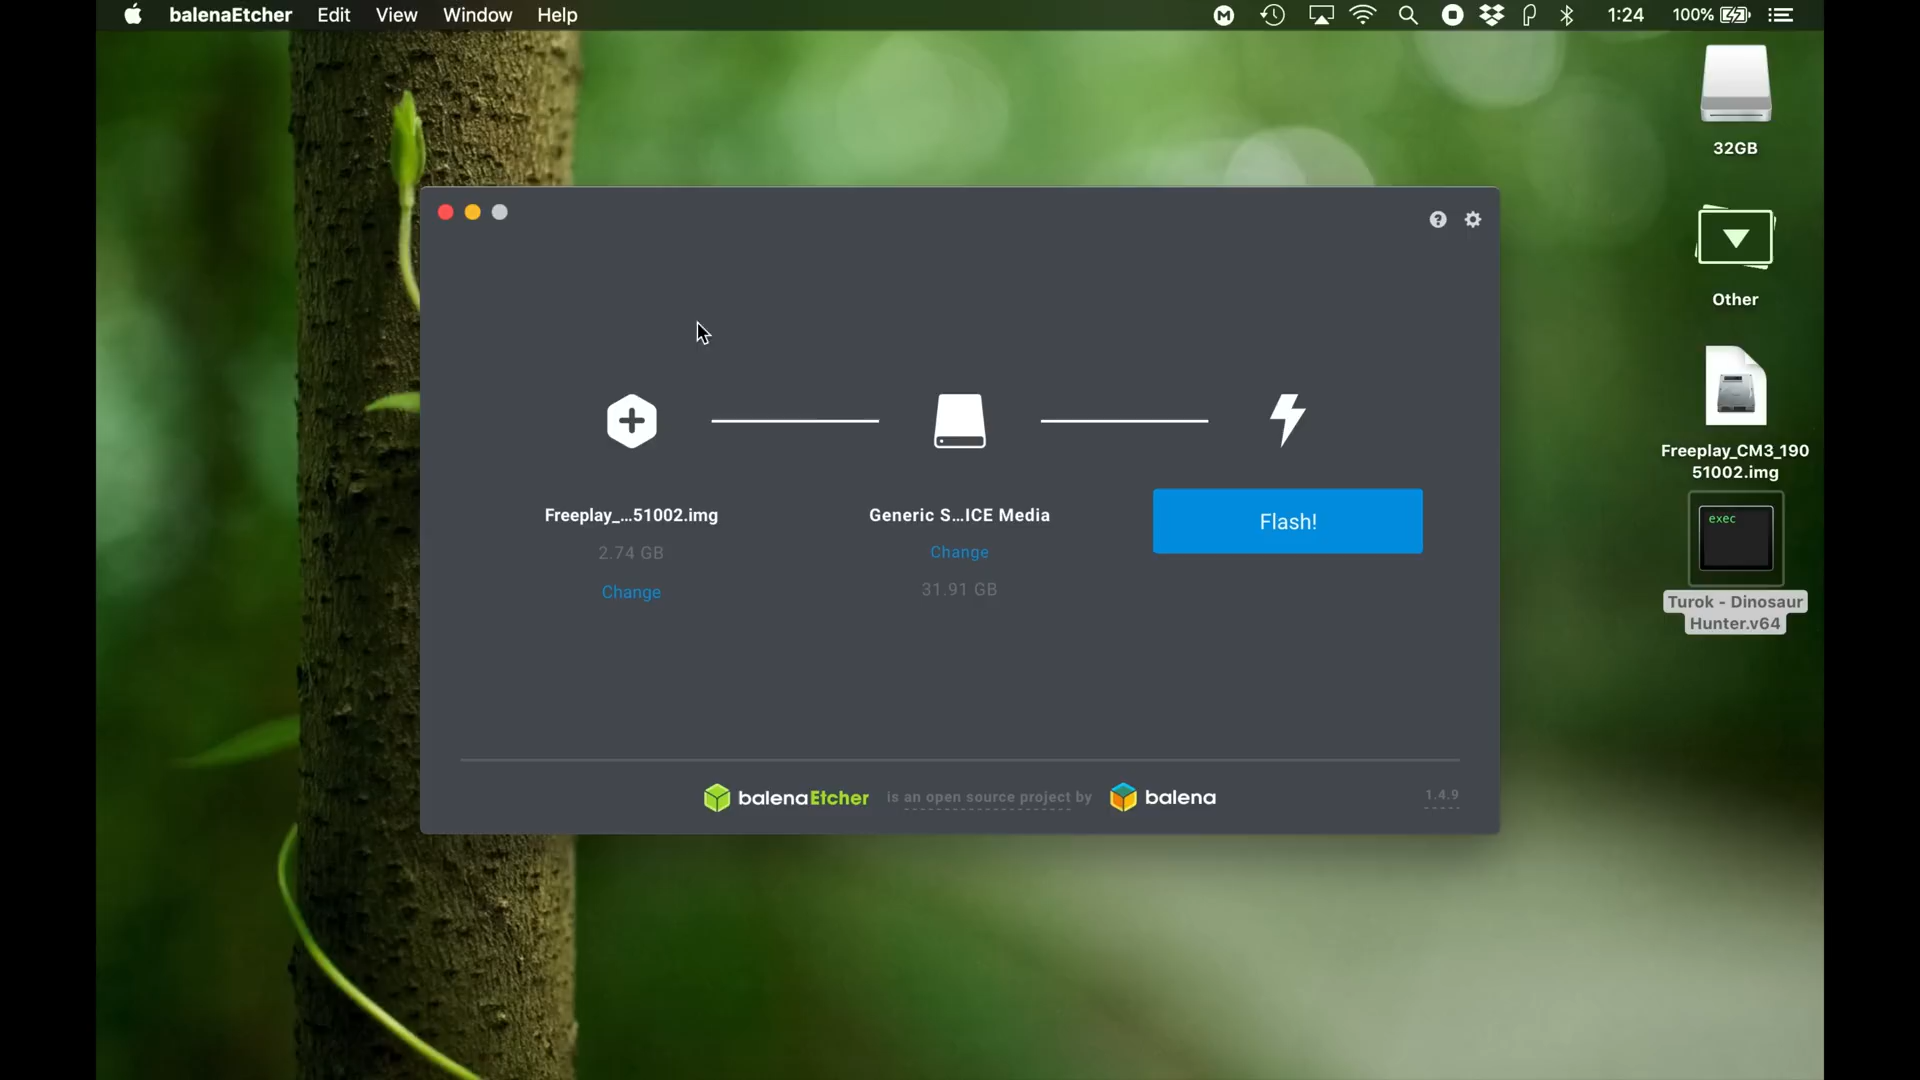 balenaEtcher Edit View Window Help 1:24 100%
32GB
Other
Freeplay_CM3_190
51002.img
exec
Turok - Dinosaur
Hunter.v64
Freeplay_...51002.img
2.74 GB
Change
Generic S...ICE Media
Change
31.91 GB
Flash!
balenaEtcher is an open source project by balena
1.4.9